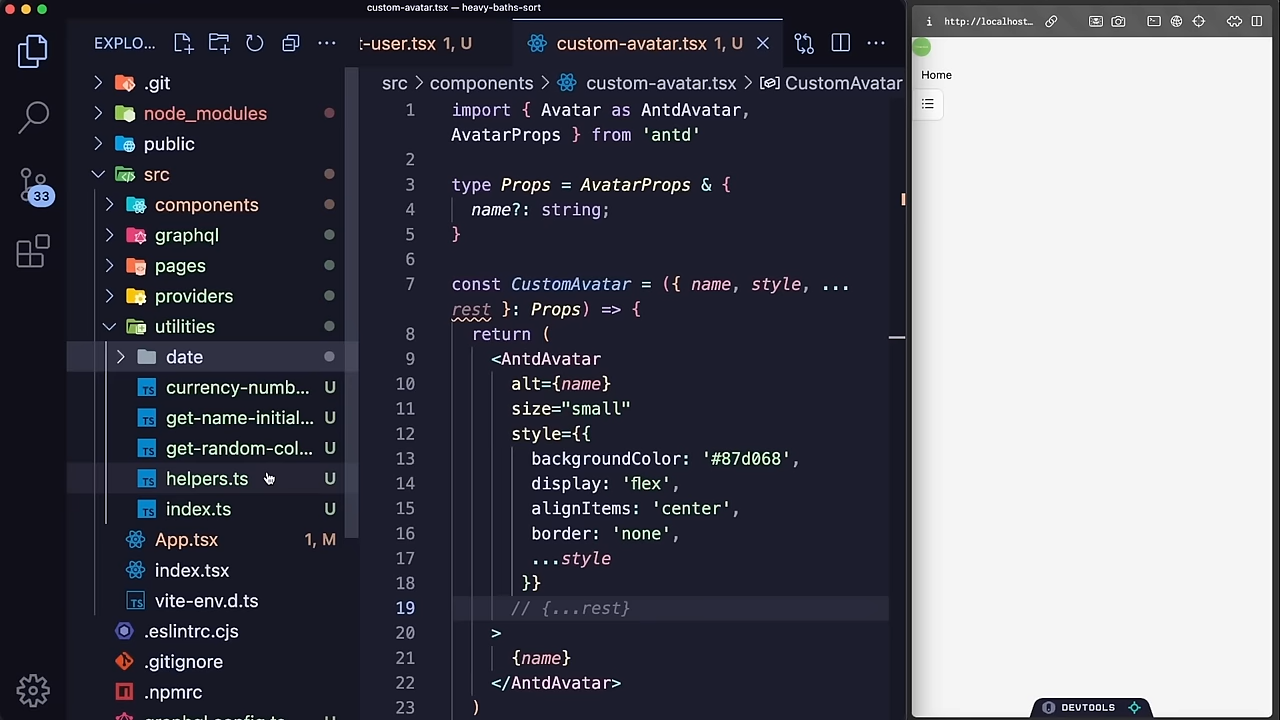 custom-avatar.tsx — heavy-baths-sort
EXPLO...
t-user.tsx 1, U
custom-avatar.tsx 1, U
http://localhost...
.git
node_modules
public
src
components
graphql
pages
providers
utilities
date
currency-numb... U
get-name-initial... U
get-random-col... U
helpers.ts U
index.ts U
App.tsx 1, M
index.tsx
vite-env.d.ts
.eslintrc.cjs
.gitignore
.npmrc
33
src > components > custom-avatar.tsx > CustomAvatar
1 import { Avatar as AntdAvatar,
AvatarProps } from 'antd'
2
3 type Props = AvatarProps & {
4 name?: string;
5 }
6
7 const CustomAvatar = ({ name, style, ...
rest }: Props) => {
8 return (
9 <AntdAvatar
10 alt={name}
11 size="small"
12 style={{
13 backgroundColor: '#87d068',
14 display: 'flex',
15 alignItems: 'center',
16 border: 'none',
17 ...style
18 }}
19 // {...rest}
20 >
21 {name}
22 </AntdAvatar>
23 )
Home
DEVTOOLS